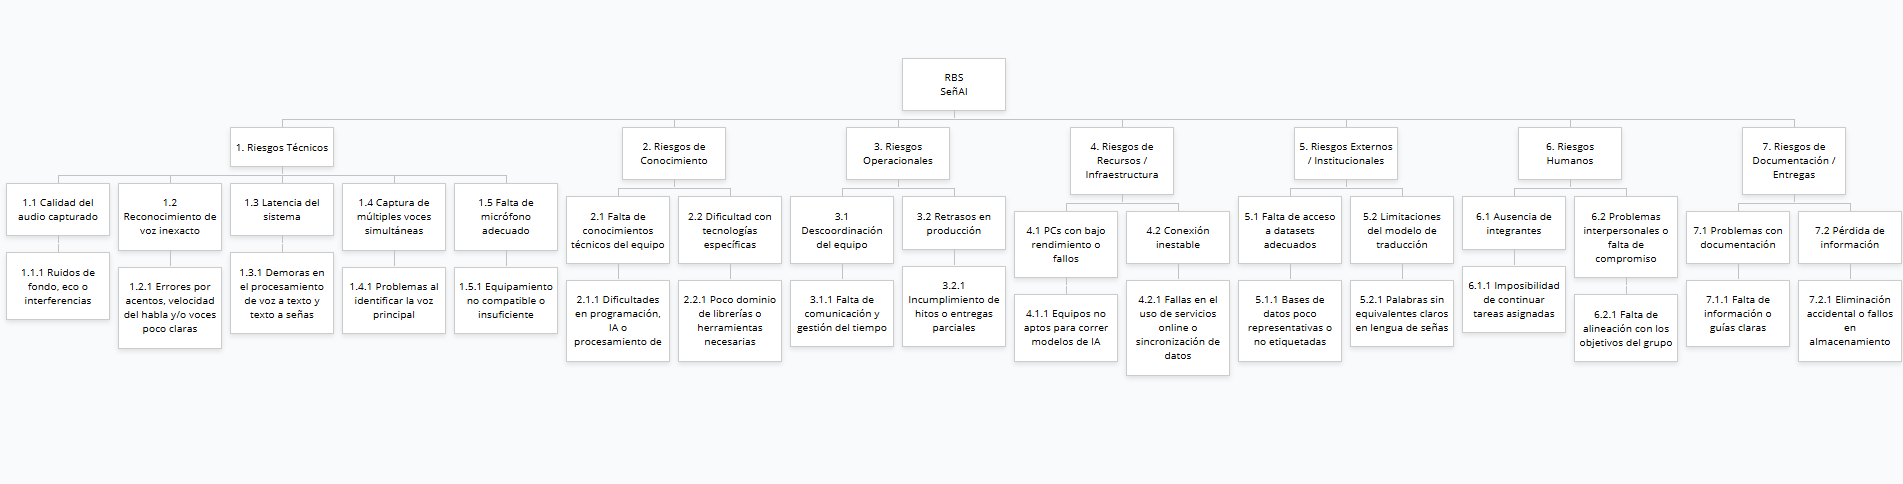 RBS
SeñAI
1. Riesgos Técnicos
2. Riesgos de
Conocimiento
3. Riesgos
Operacionales
4. Riesgos de
Recursos /
Infraestructura
5. Riesgos Externos
/ Institucionales
6. Riesgos
Humanos
7. Riesgos de
Documentación /
Entregas
1.1 Calidad del
audio capturado
1.2
Reconocimiento de
voz inexacto
1.3 Latencia del
sistema
1.4 Captura de
múltiples voces
simultáneas
1.5 Falta de
micrófono
adecuado
2.1 Falta de
conocimientos
técnicos del equipo
2.2 Dificultad con
tecnologías
específicas
3.1
Descoordinación
del equipo
3.2 Retrasos en
producción
4.1 PCs con bajo
rendimiento o
fallos
4.2 Conexión
inestable
5.1 Falta de acceso
a datasets
adecuados
5.2 Limitaciones
del modelo de
traducción
6.1 Ausencia de
integrantes
6.2 Problemas
interpersonales o
falta de
compromiso
7.1 Problemas con
documentación
7.2 Pérdida de
información
1.1.1 Ruidos de
fondo, eco o
interferencias
1.2.1 Errores por
acentos, velocidad
del habla y/o voces
poco claras
1.3.1 Demoras en
el procesamiento
de voz a texto y
texto a señas
1.4.1 Problemas al
identificar la voz
principal
1.5.1 Equipamiento
no compatible o
insuficiente
2.1.1 Dificultades
en programación,
IA o
procesamiento de
2.2.1 Poco dominio
de librerías o
herramientas
necesarias
3.1.1 Falta de
comunicación y
gestión del tiempo
3.2.1
Incumplimiento de
hitos o entregas
parciales
4.1.1 Equipos no
aptos para correr
modelos de IA
4.2.1 Fallas en el
uso de servicios
online o
sincronización de
datos
5.1.1 Bases de
datos poco
representativas o
no etiquetadas
5.2.1 Palabras sin
equivalentes claros
en lengua de señas
6.1.1 Imposibilidad
de continuar
tareas asignadas
6.2.1 Falta de
alineación con los
objetivos del grupo
7.1.1 Falta de
información o
guías claras
7.2.1 Eliminación
accidental o fallos
en
almacenamiento